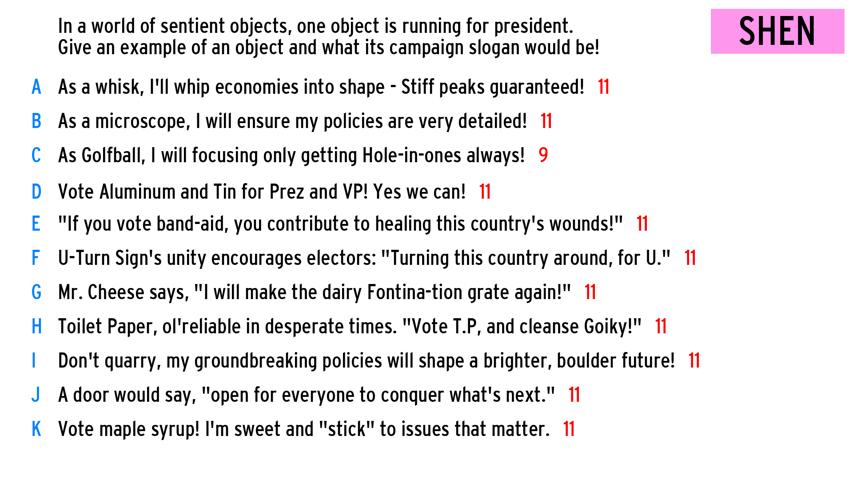 In a world of sentient objects, one object is running for president.
Give an example of an object and what its campaign slogan would be!
SHEN
A As a whisk, I'll whip economies into shape - Stiff peaks guaranteed! 11
B As a microscope, I will ensure my policies are very detailed! 11
C As Golfball, I will focusing only getting Hole-in-ones always! 9
D Vote Aluminum and Tin for Prez and VP! Yes we can! 11
E "If you vote band-aid, you contribute to healing this country's wounds!" 11
F U-Turn Sign's unity encourages electors: "Turning this country around, for U." 11
G Mr. Cheese says, "I will make the dairy Fontina-tion grate again!" 11
H Toilet Paper, ol'reliable in desperate times. "Vote T.P, and cleanse Goiky!" 11
I Don't quarry, my groundbreaking policies will shape a brighter, boulder future! 11
J A door would say, "open for everyone to conquer what's next." 11
K Vote maple syrup! I'm sweet and "stick" to issues that matter. 11